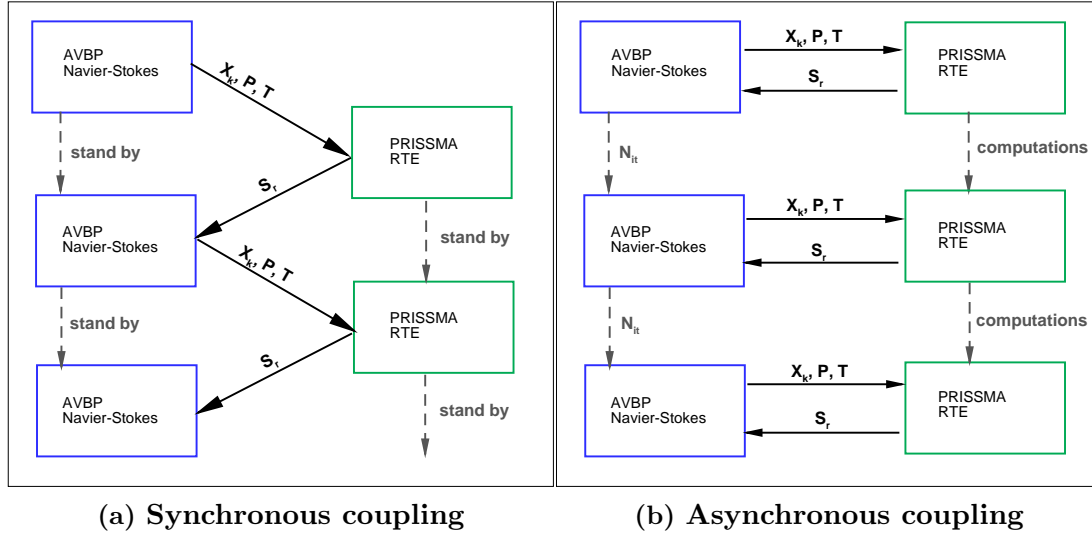 AVBP
Navier-Stokes
X_k, P, T
PRISSMA
RTE
stand by
S_r
AVBP
Navier-Stokes
X_k, P, T
stand by
PRISSMA
RTE
stand by
S_r
AVBP
Navier-Stokes
stand by
(a) Synchronous coupling
AVBP
Navier-Stokes
X_k, P, T
S_r
PRISSMA
RTE
N_it
computations
AVBP
Navier-Stokes
X_k, P, T
S_r
PRISSMA
RTE
N_it
computations
AVBP
Navier-Stokes
X_k, P, T
S_r
PRISSMA
RTE
(b) Asynchronous coupling